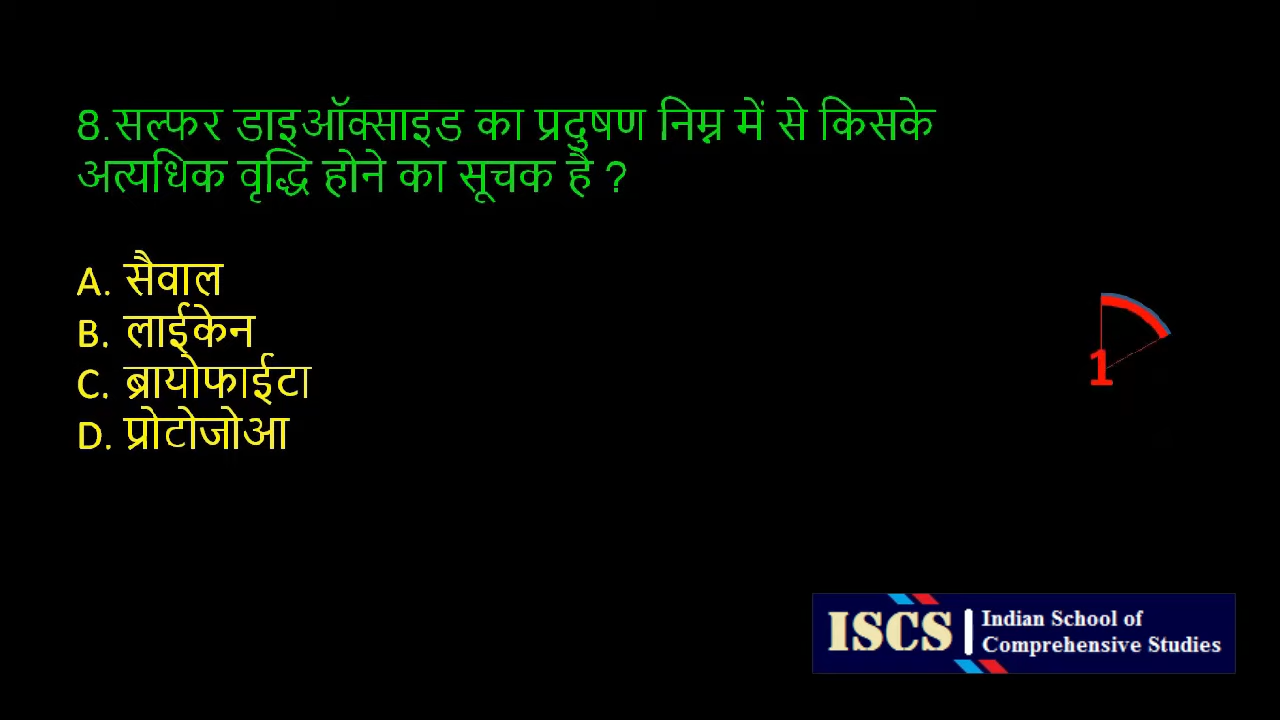 8.सल्फर डाइऑक्साइड का प्रदुषण निम्न में से किसके
अत्यधिक वृद्धि होने का सूचक है ?
A. सैवाल
B. लाईकेन
C. ब्रायोफाईटा
D. प्रोटोजोआ
1
ISCS
Indian School of
Comprehensive Studies